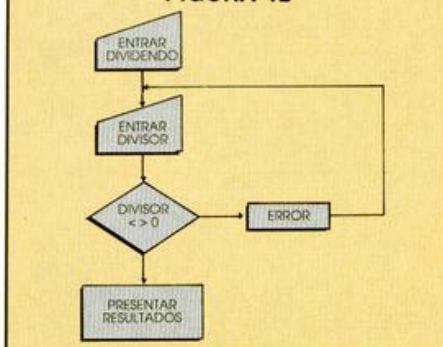 ENTRAR
DIVIDENDO
ENTRAR
DIVISOR
DIVISOR
< > 0
ERROR
PRESENTAR
RESULTADOS